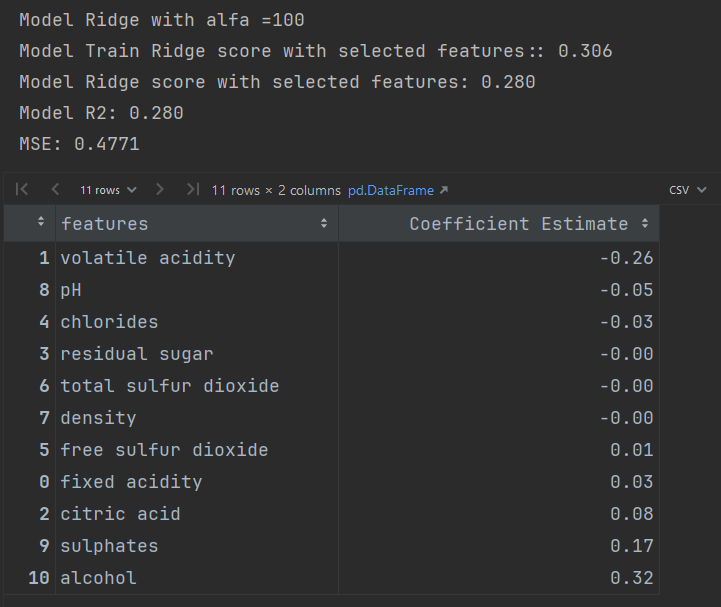 Model Ridge with alfa =100
Model Train Ridge score with selected features:: 0.306
Model Ridge score with selected features: 0.280
Model R2: 0.280
MSE: 0.4771
11 rows 11 rows × 2 columns pd.DataFrame CSV
features Coefficient Estimate
1 volatile acidity -0.26
8 pH -0.05
4 chlorides -0.03
3 residual sugar -0.00
6 total sulfur dioxide -0.00
7 density -0.00
5 free sulfur dioxide 0.01
0 fixed acidity 0.03
2 citric acid 0.08
9 sulphates 0.17
10 alcohol 0.32